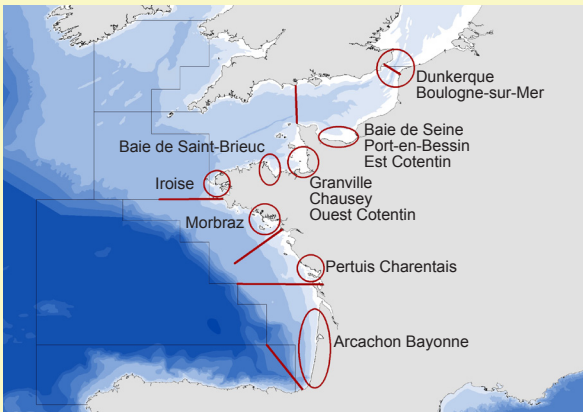 Dunkerque
Boulogne-sur-Mer
Baie de Seine
Port-en-Bessin
Est Cotentin
Baie de Saint-Brieuc
Iroise
Granville
Chausey
Ouest Cotentin
Morbraz
Pertuis Charentais
Arcachon Bayonne